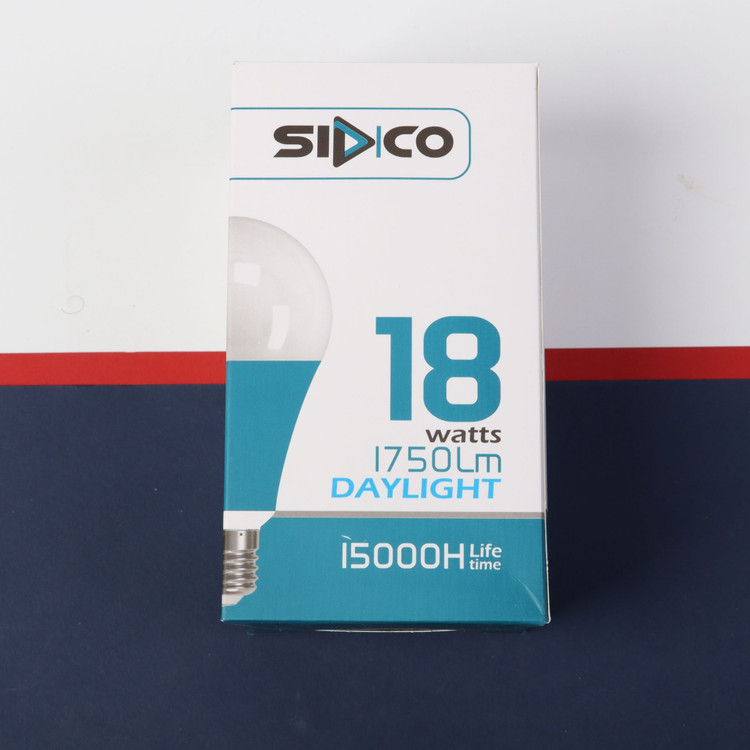 SIDCO
18
watts
1750Lm
DAYLIGHT
15000H Life
time